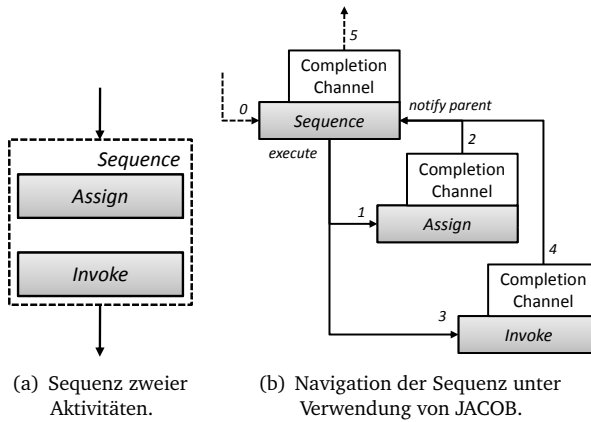 Sequence
Assign
Invoke
(a) Sequenz zweier
Aktivitäten.
5
Completion
Channel
0
Sequence
notify parent
execute
2
Completion
Channel
1
Assign
4
Completion
Channel
3
Invoke
(b) Navigation der Sequenz unter
Verwendung von JACOB.